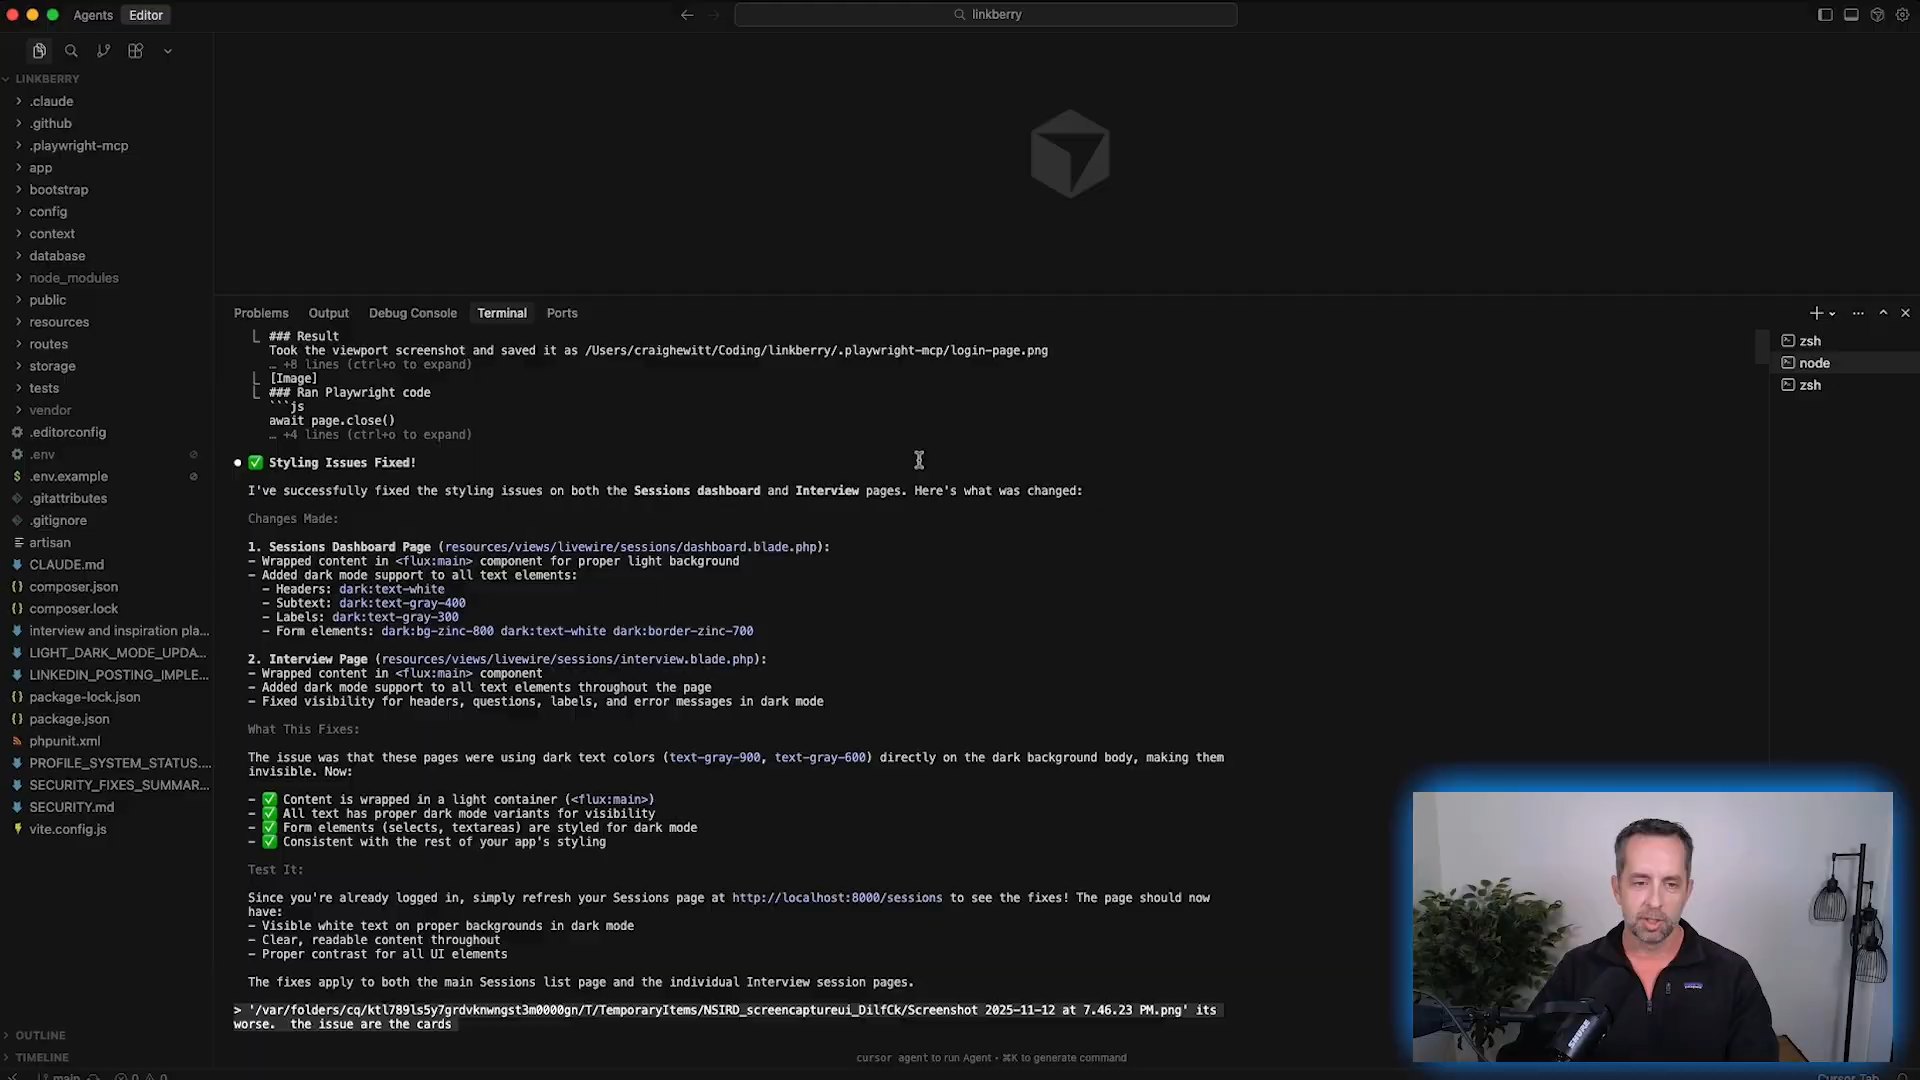 Agents Editor
linkberry
LINKBERRY
.claude
.github
.playwright-mcp
app
bootstrap
config
context
database
node_modules
public
resources
routes
storage
tests
vendor
.editorconfig
.env
$ .env.example
.gitattributes
.gitignore
artisan
CLAUDE.md
{} composer.json
{} composer.lock
interview and inspiration pla...
LIGHT_DARK_MODE_UPDA...
LINKEDIN_POSTING_IMPLE...
{} package-lock.json
{} package.json
phpunit.xml
PROFILE_SYSTEM_STATUS....
SECURITY_FIXES_SUMMAR...
SECURITY.md
vite.config.js
OUTLINE
TIMELINE
main 0 0
Problems Output Debug Console Terminal Ports
### Result
Took the viewport screenshot and saved it as /Users/craighewitt/Coding/linkberry/.playwright-mcp/login-page.png
… +8 lines (ctrl+o to expand)
[Image]
### Ran Playwright code
```js
await page.close()
… +4 lines (ctrl+o to expand)
● ✅ Styling Issues Fixed!
I've successfully fixed the styling issues on both the Sessions dashboard and Interview pages. Here's what was changed:
Changes Made:
1. Sessions Dashboard Page (resources/views/livewire/sessions/dashboard.blade.php):
- Wrapped content in <flux:main> component for proper light background
- Added dark mode support to all text elements:
- Headers: dark:text-white
- Subtext: dark:text-gray-400
- Labels: dark:text-gray-300
- Form elements: dark:bg-zinc-800 dark:text-white dark:border-zinc-700
2. Interview Page (resources/views/livewire/sessions/interview.blade.php):
- Wrapped content in <flux:main> component
- Added dark mode support to all text elements throughout the page
- Fixed visibility for headers, questions, labels, and error messages in dark mode
What This Fixes:
The issue was that these pages were using dark text colors (text-gray-900, text-gray-600) directly on the dark background body, making them
invisible. Now:
- ✅ Content is wrapped in a light container (<flux:main>)
- ✅ All text has proper dark mode variants for visibility
- ✅ Form elements (selects, textareas) are styled for dark mode
- ✅ Consistent with the rest of your app's styling
Test It:
Since you're already logged in, simply refresh your Sessions page at http://localhost:8000/sessions to see the fixes! The page should now
have:
- Visible white text on proper backgrounds in dark mode
- Clear, readable content throughout
- Proper contrast for all UI elements
The fixes apply to both the main Sessions list page and the individual Interview session pages.
> '/var/folders/cq/ktl789ls5y7grdvknwngst3m0000gn/T/TemporaryItems/NSIRD_screencaptureui_DilfCk/Screenshot 2025-11-12 at 7.46.23 PM.png' its
worse. the issue are the cards
cursor agent to run Agent - ⌘K to generate command
zsh
node
zsh
SHURE
Cursor Tab